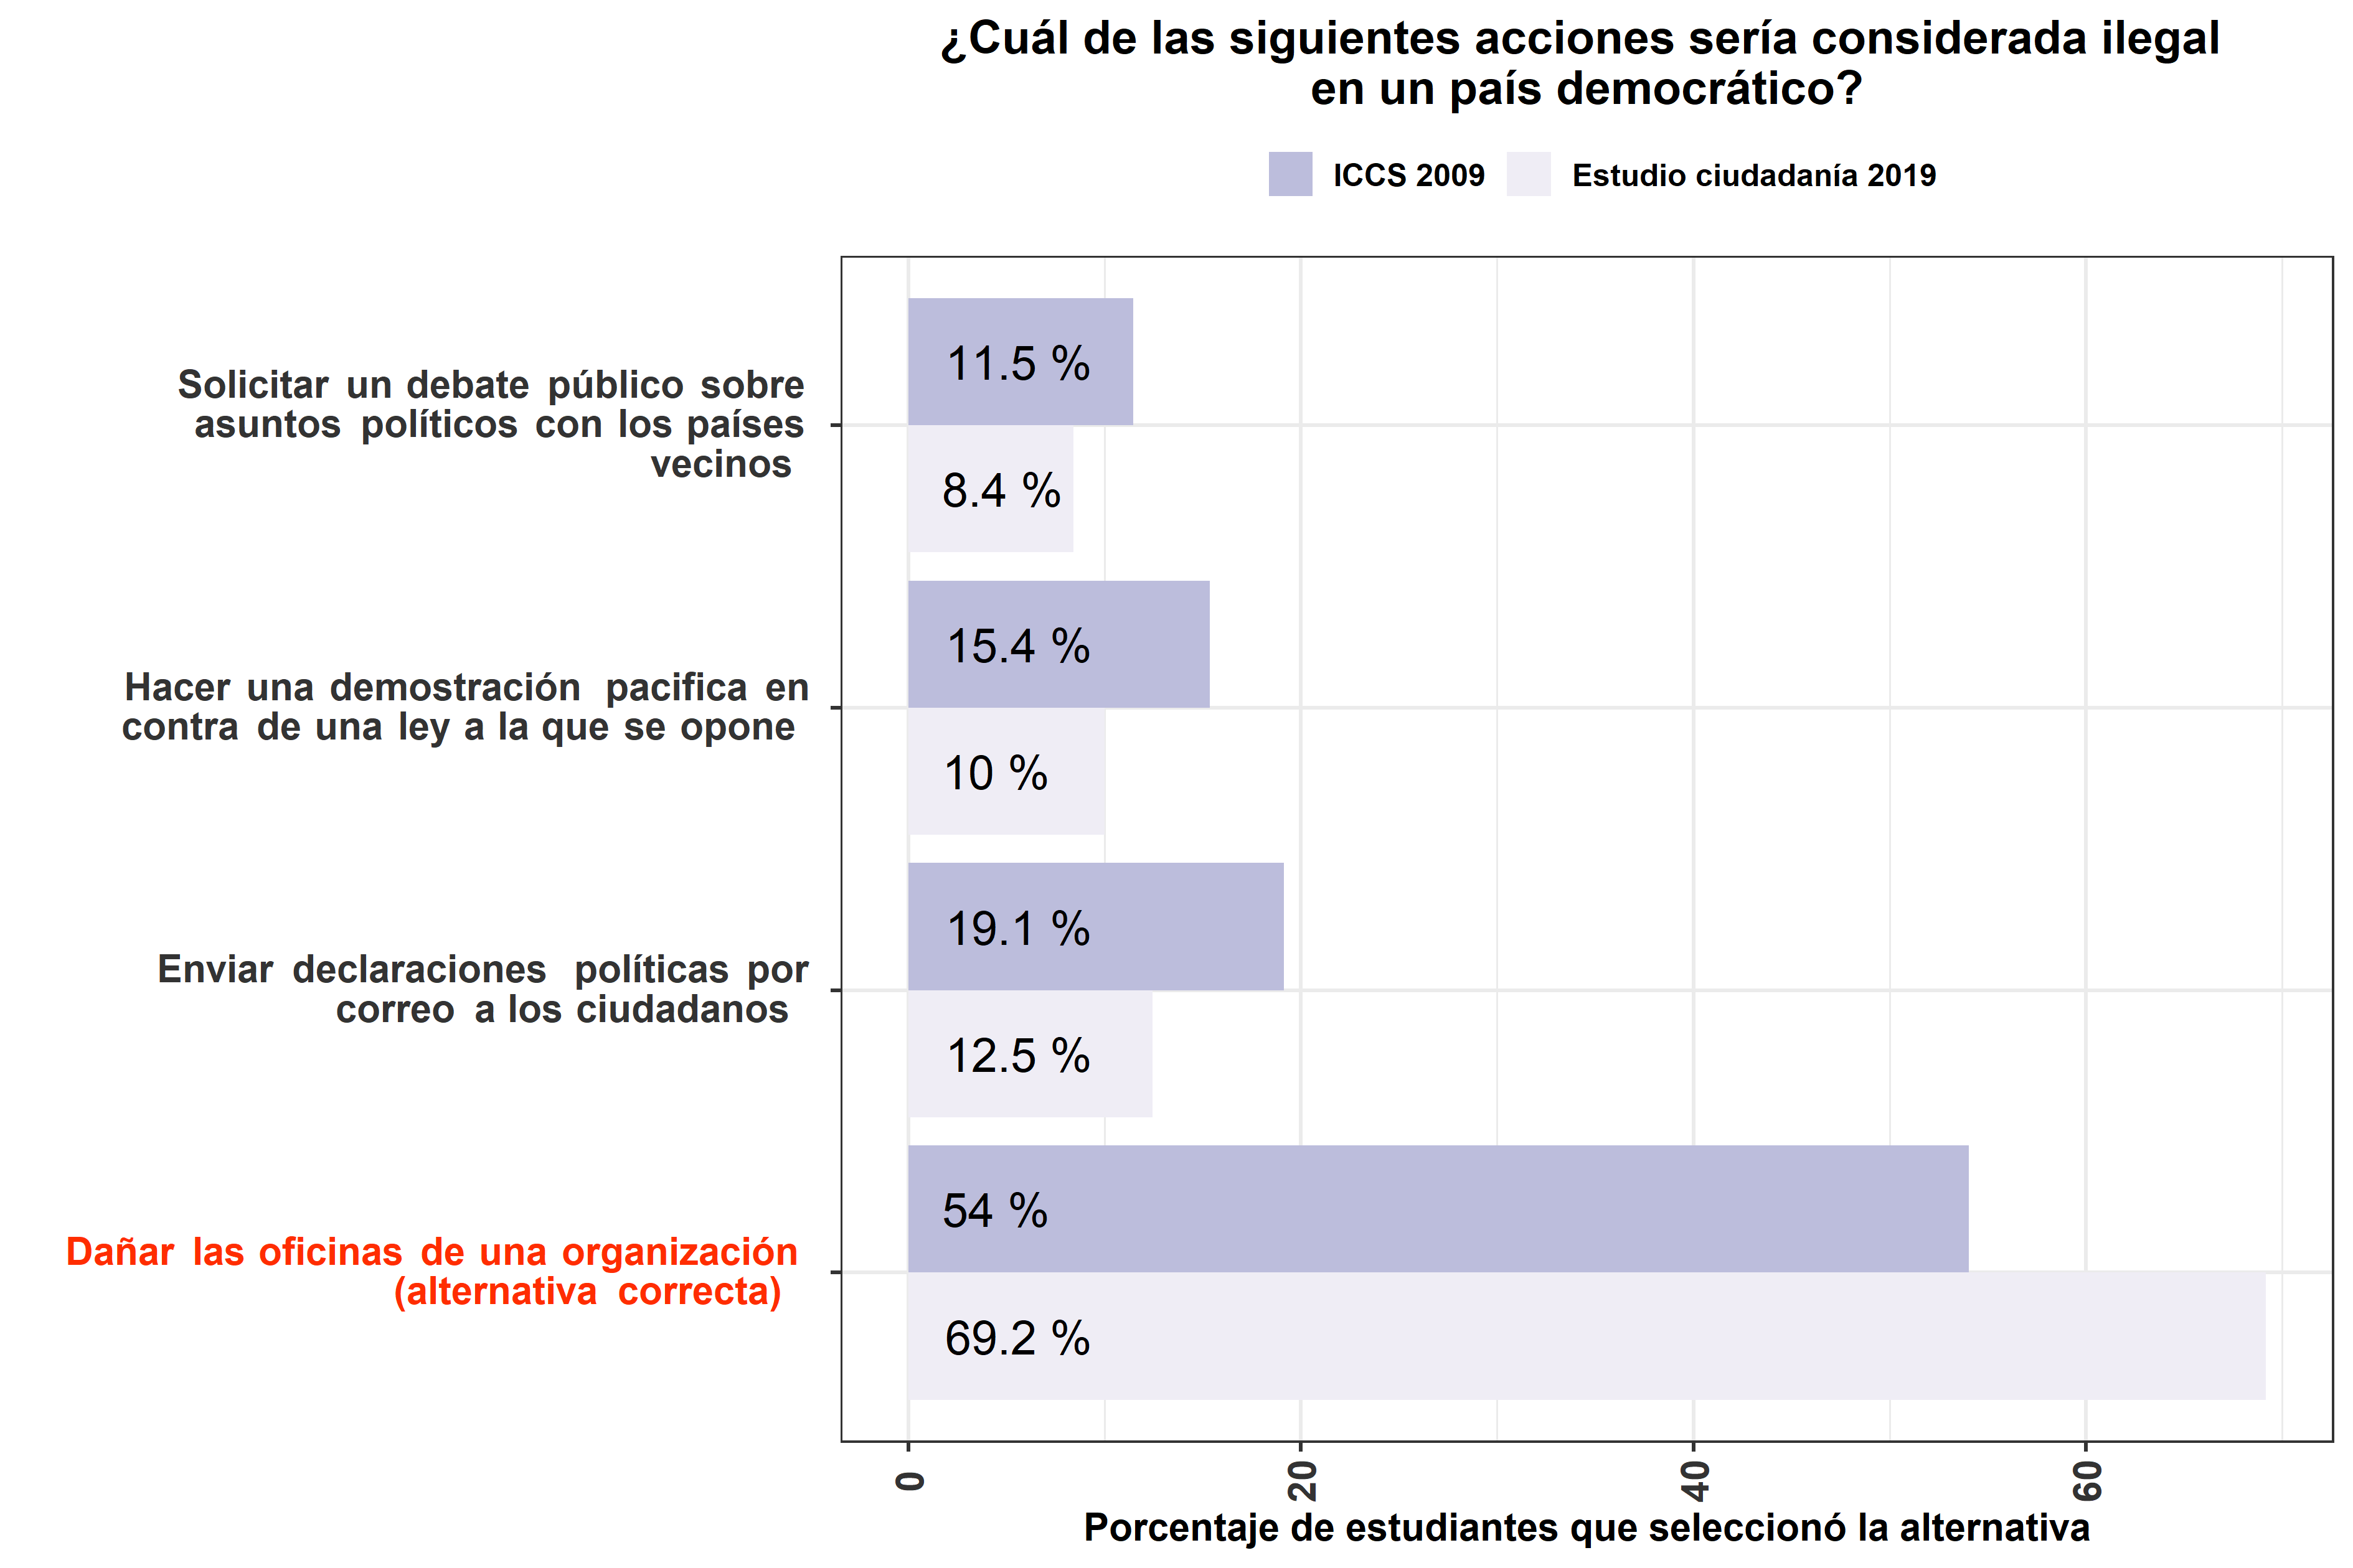 ¿Cuál de las siguientes acciones sería considerada ilegal
en un país democrático?
ICCS 2009 Estudio ciudadanía 2019
Solicitar un debate público sobre
asuntos políticos con los países
vecinos
11.5 %
8.4 %
Hacer una demostración pacifica en
contra de una ley a la que se opone
15.4 %
10 %
Enviar declaraciones políticas por
correo a los ciudadanos
19.1 %
12.5 %
Dañar las oficinas de una organización
(alternativa correcta)
54 %
69.2 %
0 20 40 60
Porcentaje de estudiantes que seleccionó la alternativa